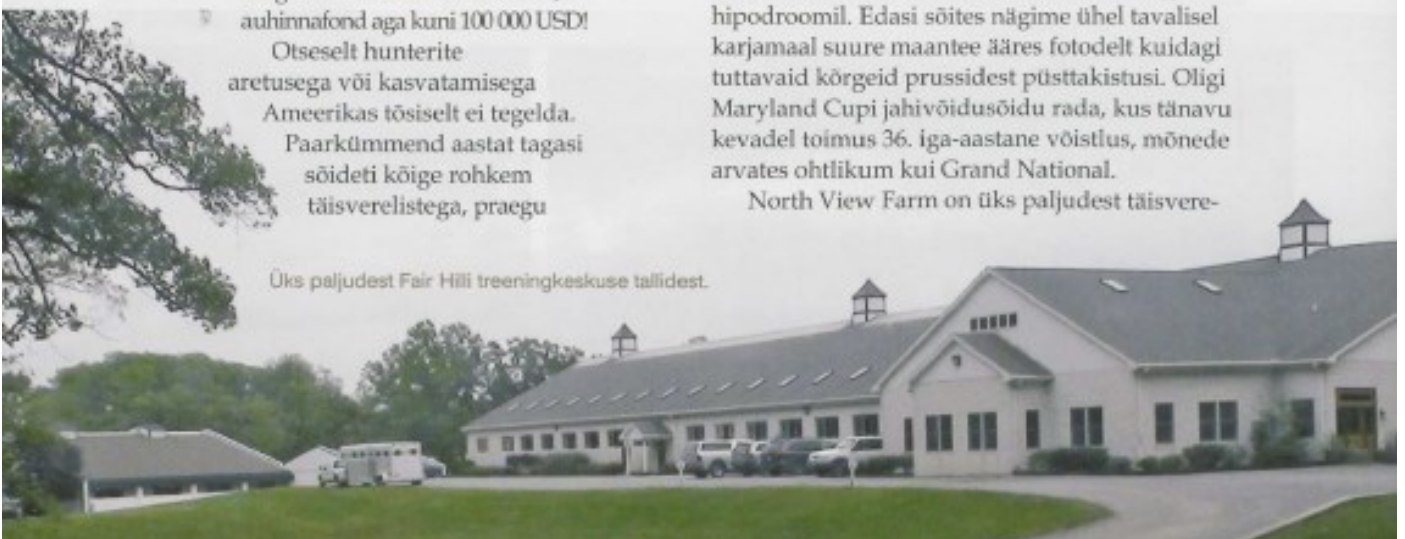 auhinnafond aga kuni 100 000 USD!
Otseselt hunterite
aretusega või kasvatamisega
Ameerikas tõsiselt ei tegelda.
Paarkümmend aastat tagasi
sõideti kõige rohkem
täisverelistega, praegu
hipodroomil. Edasi sõites nägime ühel tavalisel
karjamaal suure maantee ääres fotodelt kuidagi
tuttavaid kõrgeid prussidest püsttakistusi. Oligi
Maryland Cupi jahivõidusõidu rada, kus tänavu
kevadel toimus 36. iga-aastane võistlus, mõnede
arvates ohtlikum kui Grand National.
North View Farm on üks paljudest täisvere-
Üks paljudest Fair Hilli treeningkeskuse tallidest.